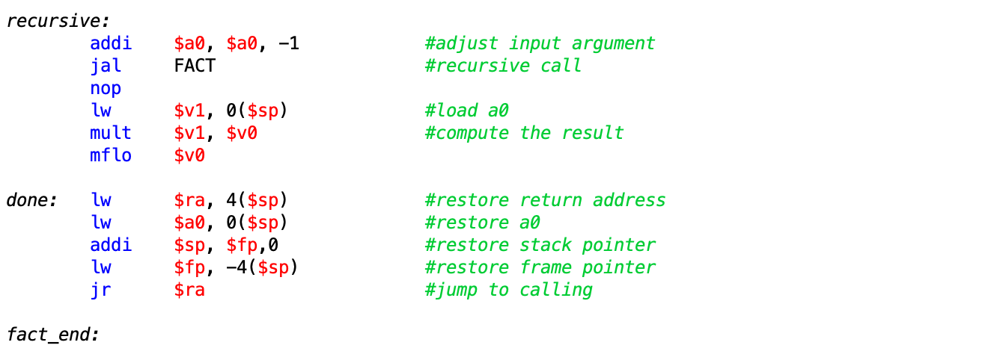 recursive:
addi $a0, $a0, -1 #adjust input argument
jal FACT #recursive call
nop
lw $v1, 0($sp) #load a0
mult $v1, $v0 #compute the result
mflo $v0
done: lw $ra, 4($sp) #restore return address
lw $a0, 0($sp) #restore a0
addi $sp, $fp,0 #restore stack pointer
lw $fp, -4($sp) #restore frame pointer
jr $ra #jump to calling
fact_end: